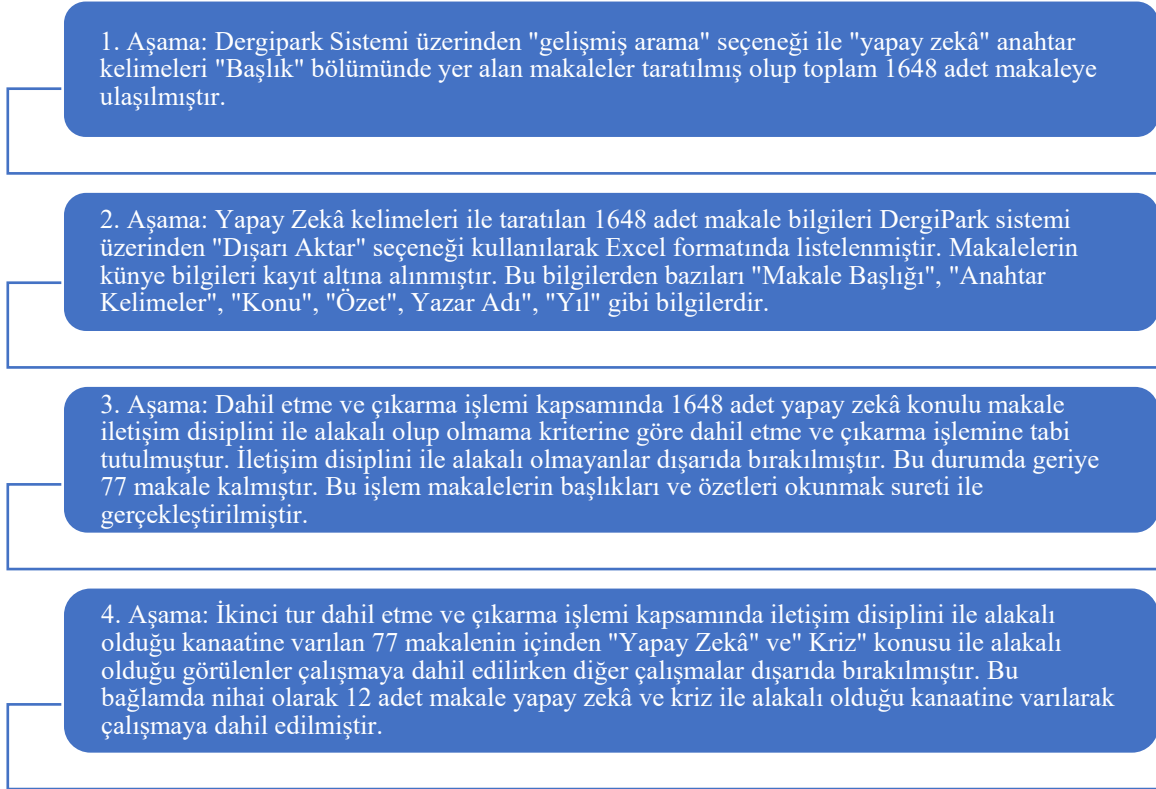 1. Aşama: Dergipark Sistemi üzerinden "gelişmiş arama" seçeneği ile "yapay zekâ" anahtar
kelimeleri "Başlık" bölümünde yer alan makaleler taratılmış olup toplam 1648 adet makaleye
ulaşılmıştır.
2. Aşama: Yapay Zekâ kelimeleri ile taratılan 1648 adet makale bilgileri DergiPark sistemi
üzerinden "Dışarı Aktar" seçeneği kullanılarak Excel formatında listelenmiştir. Makalelerin
künye bilgileri kayıt altına alınmıştır. Bu bilgilerden bazıları "Makale Başlığı", "Anahtar
Kelimeler", "Konu", "Özet", Yazar Adı", "Yıl" gibi bilgilerdir.
3. Aşama: Dahil etme ve çıkarma işlemi kapsamında 1648 adet yapay zekâ konulu makale
iletişim disiplini ile alakalı olup olmama kriterine göre dahil etme ve çıkarma işlemine tabi
tutulmuştur. İletişim disiplini ile alakalı olmayanlar dışarıda bırakılmıştır. Bu durumda geriye
77 makale kalmıştır. Bu işlem makalelerin başlıkları ve özetleri okunmak sureti ile
gerçekleştirilmiştir.
4. Aşama: İkinci tur dahil etme ve çıkarma işlemi kapsamında iletişim disiplini ile alakalı
olduğu kanaatine varılan 77 makalenin içinden "Yapay Zekâ" ve" Kriz" konusu ile alakalı
olduğu görülenler çalışmaya dahil edilirken diğer çalışmalar dışarıda bırakılmıştır. Bu
bağlamda nihai olarak 12 adet makale yapay zekâ ve kriz ile alakalı olduğu kanaatine varılarak
çalışmaya dahil edilmiştir.